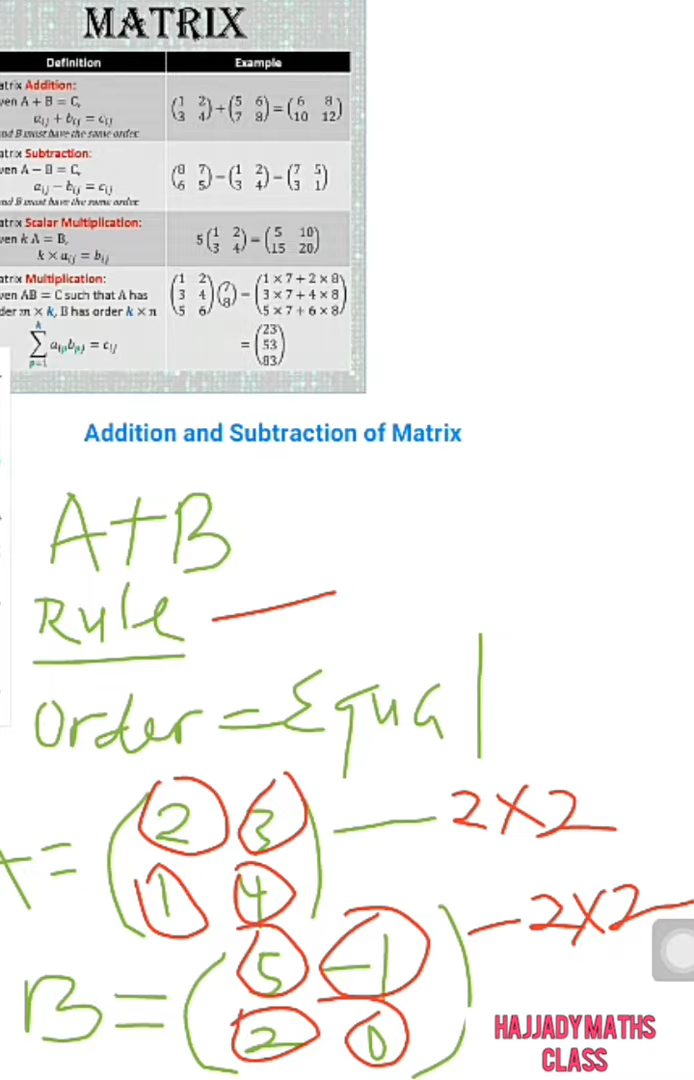 MATRIX
Definition Example
atrix Addition:
ven A + B = C,
aᵢⱼ + bᵢⱼ = cᵢⱼ
nd B must have the same order
(1 2 3 4) + (5 6 7 8) = (6 8 10 12)
atrix Subtraction:
ven A − B = C,
aᵢⱼ − bᵢⱼ = cᵢⱼ
nd B must have the same order
(8 7 6 5) − (1 2 3 4) = (7 5 3 1)
atrix Scalar Multiplication:
ven k A = B,
k × aᵢⱼ = bᵢⱼ
5 (1 2 3 4) = (5 10 15 20)
atrix Multiplication:
ven AB = C such that A has
der m × k, B has order k × n
k
∑ aᵢₚbₚⱼ = cᵢⱼ
p=1
(1 2 3 4 5 6) (7 8) = (1 × 7 + 2 × 8
3 × 7 + 4 × 8
5 × 7 + 6 × 8)
= (23 53 83)
Addition and Subtraction of Matrix
A+B
Rule —
Order = Equal
A = (2 3 — 2×2
1 4)
B = (5 −1 — 2×2
2 0)
HAJJADY MATHS
CLASS